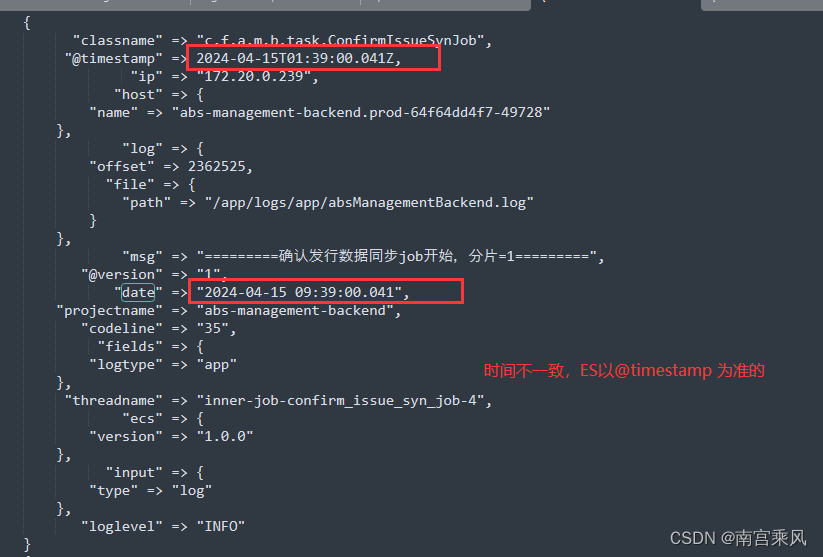 {
"classname" => "c.f.a.m.b.task.ConfirmIssueSynJob",
"@timestamp" => 2024-04-15T01:39:00.041Z,
"ip" => "172.20.0.239",
"host" => {
"name" => "abs-management-backend.prod-64f64dd4f7-49728"
},
"log" => {
"offset" => 2362525,
"file" => {
"path" => "/app/logs/app/absManagementBackend.log"
}
},
"msg" => "=========确认发行数据同步job开始，分片=1=========",
"@version" => "1",
"date" => "2024-04-15 09:39:00.041",
"projectname" => "abs-management-backend",
"codeline" => "35",
"fields" => {
"logtype" => "app"
},
时间不一致，ES以@timestamp 为准的
"threadname" => "inner-job-confirm_issue_syn_job-4",
"ecs" => {
"version" => "1.0.0"
},
"input" => {
"type" => "log"
},
"loglevel" => "INFO"
}
CSDN @南宫乘风